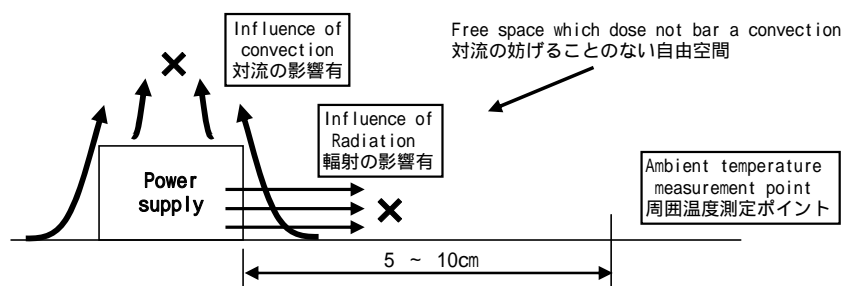 Influence of
convection
対流の影響有
Free space which dose not bar a convection
対流の妨げることのない自由空間
Influence of
Radiation
輻射の影響有
Power
supply
Ambient temperature
measurement point
周囲温度測定ポイント
5 ~ 10cm